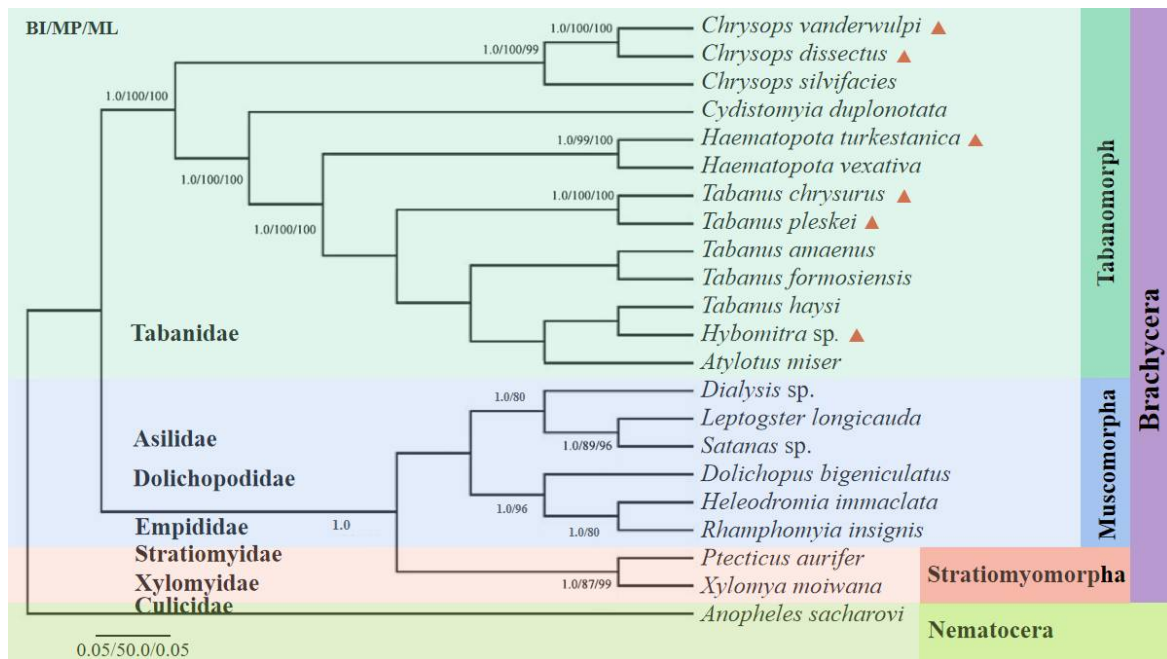 BI/MP/ML
1.0/100/100
Chrysops vanderwulpi
1.0/100/99
Chrysops dissectus
Chrysops silvifacies
1.0/100/100
Cydistomyia duplonotata
1.0/99/100
Haematopota turkestanica
Haematopota vexativa
1.0/100/100
1.0/100/100
Tabanus chrysurus
1.0/100/100
Tabanus pleskei
Tabanus amaenus
Tabanus formosiensis
Tabanus haysi
Hybomitra sp.
Atylotus miser
Tabanidae
Tabanomorph
Brachycera
1.0/80
Dialysis sp.
Leptogster longicauda
1.0/89/96
Satanas sp.
Asilidae
Dolichopodidae
Dolichopus bigeniculatus
1.0/96
Heleodromia immaclata
1.0/80
Rhamphomyia insignis
Empididae
1.0
Muscomorpha
Stratiomyidae
Ptecticus aurifer
Xylomyidae
1.0/87/99
Xylomya moiwana
Stratiomyomorpha
Culicidae
Anopheles sacharovi
Nematocera
0.05/50.0/0.05